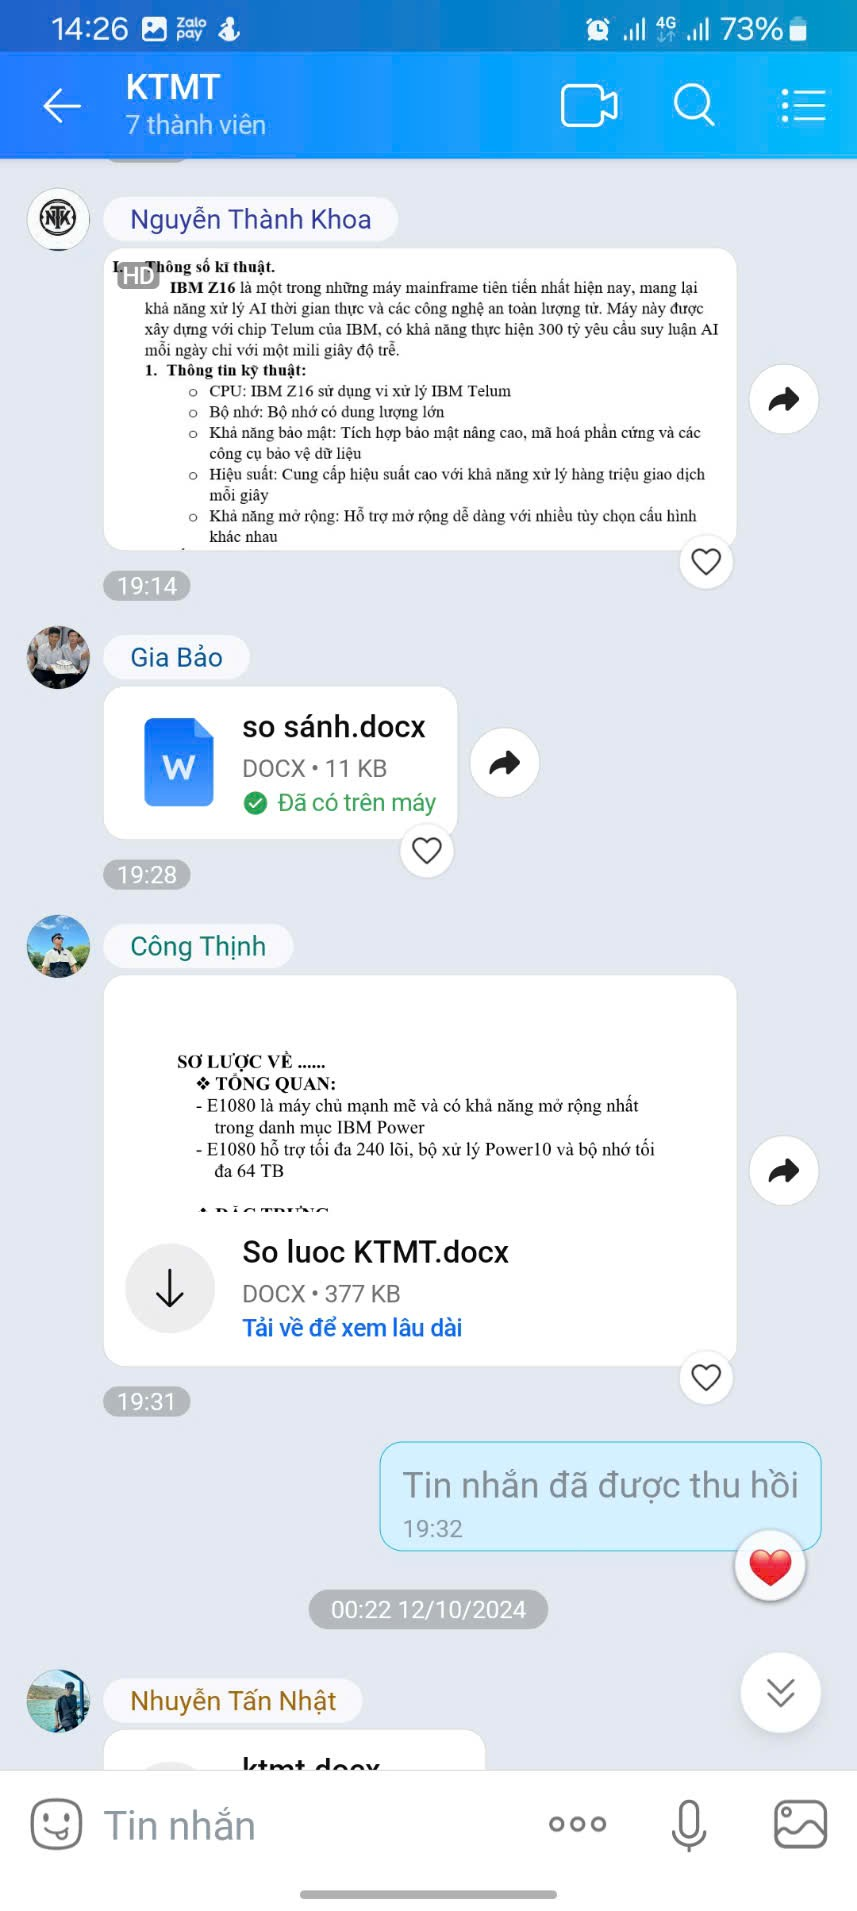 14:26 Zalo pay 4G 73%
KTMT
7 thành viên
NTK
Nguyễn Thành Khoa
HD
I. Thông số kĩ thuật.
IBM Z16 là một trong những máy mainframe tiên tiến nhất hiện nay, mang lại
khả năng xử lý AI thời gian thực và các công nghệ an toàn lượng tử. Máy này được
xây dựng với chip Telum của IBM, có khả năng thực hiện 300 tỷ yêu cầu suy luận AI
mỗi ngày chỉ với một mili giây độ trễ.
1. Thông tin kỹ thuật:
o CPU: IBM Z16 sử dụng vi xử lý IBM Telum
o Bộ nhớ: Bộ nhớ có dung lượng lớn
o Khả năng bảo mật: Tích hợp bảo mật nâng cao, mã hoá phần cứng và các
công cụ bảo vệ dữ liệu
o Hiệu suất: Cung cấp hiệu suất cao với khả năng xử lý hàng triệu giao dịch
mỗi giây
o Khả năng mở rộng: Hỗ trợ mở rộng dễ dàng với nhiều tùy chọn cấu hình
khác nhau
19:14
Gia Bảo
W
so sánh.docx
DOCX • 11 KB
Đã có trên máy
19:28
Công Thịnh
SƠ LƯỢC VỀ ......
❖ TỔNG QUAN:
- E1080 là máy chủ mạnh mẽ và có khả năng mở rộng nhất
trong danh mục IBM Power
- E1080 hỗ trợ tối đa 240 lõi, bộ xử lý Power10 và bộ nhớ tối
đa 64 TB
❖ ĐẶC TRƯNG
So luoc KTMT.docx
DOCX • 377 KB
Tải về để xem lâu dài
19:31
Tin nhắn đã được thu hồi
19:32
00:22 12/10/2024
Nhuyễn Tấn Nhật
ktmt.docx
Tin nhắn